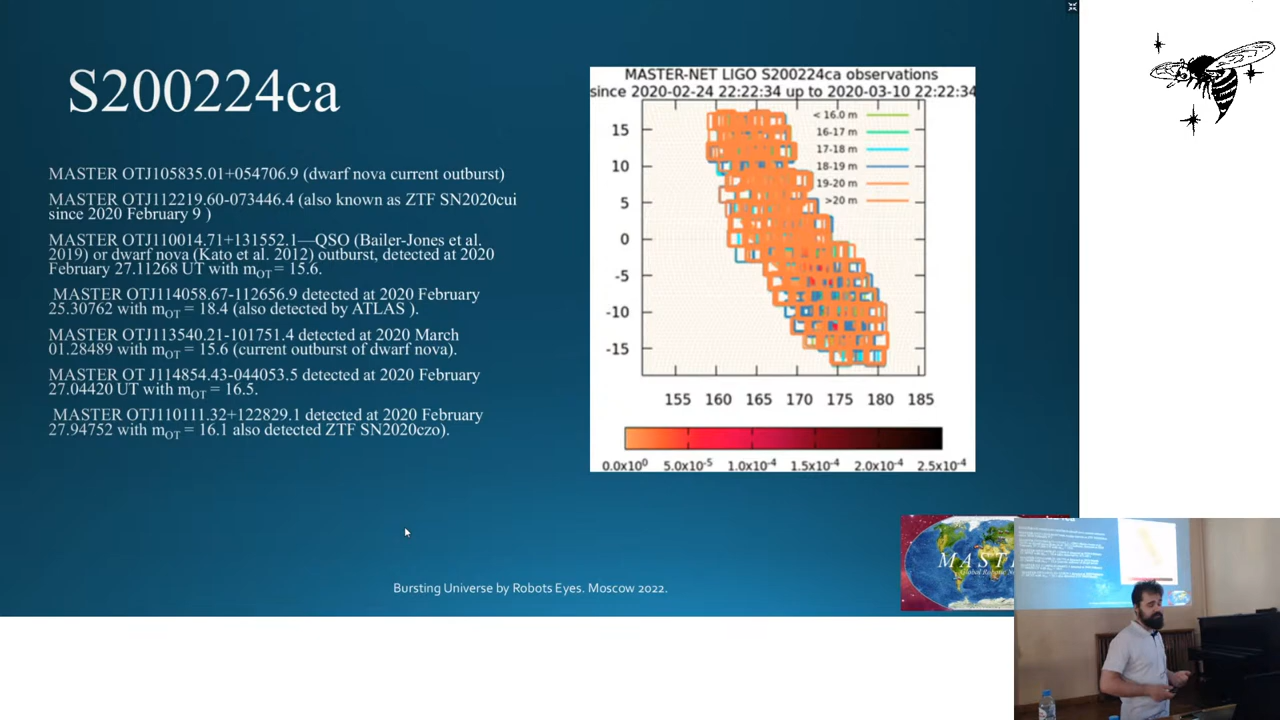 S200224ca
MASTER OTJ105835.01+054706.9 (dwarf nova current outburst)
MASTER OTJ112219.60-073446.4 (also known as ZTF SN2020cui
since 2020 February 9 )
MASTER OTJ110014.71+131552.1—QSO (Bailer-Jones et al.
2019) or dwarf nova (Kato et al. 2012) outburst, detected at 2020
February 27.11268 UT with mOT = 15.6.
MASTER OTJ114058.67-112656.9 detected at 2020 February
25.30762 with mOT = 18.4 (also detected by ATLAS ).
MASTER OTJ113540.21-101751.4 detected at 2020 March
01.28489 with mOT = 15.6 (current outburst of dwarf nova).
MASTER OT J114854.43-044053.5 detected at 2020 February
27.04420 UT with mOT = 16.5.
MASTER OTJ110111.32+122829.1 detected at 2020 February
27.94752 with mOT = 16.1 also detected ZTF SN2020czo).
MASTER-NET LIGO S200224ca observations
since 2020-02-24 22:22:34 up to 2020-03-10 22:22:34
< 16.0 m
16-17 m
17-18 m
18-19 m
19-20 m
>20 m
15
10
5
0
-5
-10
-15
155 160 165 170 175 180 185
0.0x10⁰ 5.0x10⁻⁵ 1.0x10⁻⁴ 1.5x10⁻⁴ 2.0x10⁻⁴ 2.5x10⁻⁴
MAST
Global Robotic
Bursting Universe by Robots Eyes. Moscow 2022.